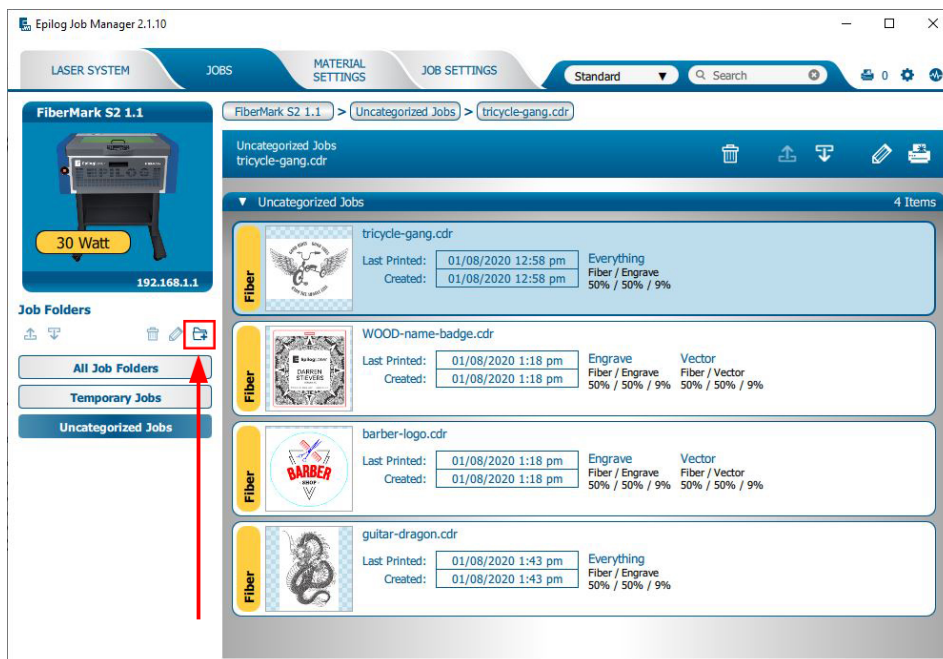 Epilog Job Manager 2.1.10
LASER SYSTEM
JOBS
MATERIAL
SETTINGS
JOB SETTINGS
Standard
Search
0
FiberMark S2 1.1
EPILOG
30 Watt
192.168.1.1
Job Folders
All Job Folders
Temporary Jobs
Uncategorized Jobs
FiberMark S2 1.1 > Uncategorized Jobs > tricycle-gang.cdr
Uncategorized Jobs
tricycle-gang.cdr
Uncategorized Jobs
4 Items
Fiber
tricycle-gang.cdr
Last Printed: 01/08/2020 12:58 pm
Created: 01/08/2020 12:58 pm
Everything
Fiber / Engrave
50% / 50% / 9%
Fiber
Epilog Laser
DARREN
STEVERS
WOOD-name-badge.cdr
Last Printed: 01/08/2020 1:18 pm
Created: 01/08/2020 1:18 pm
Engrave
Fiber / Engrave
50% / 50% / 9%
Vector
Fiber / Vector
50% / 50% / 9%
Fiber
BARBER
SHOP
barber-logo.cdr
Last Printed: 01/08/2020 1:18 pm
Created: 01/08/2020 1:18 pm
Engrave
Fiber / Engrave
50% / 50% / 9%
Vector
Fiber / Vector
50% / 50% / 9%
Fiber
guitar-dragon.cdr
Last Printed: 01/08/2020 1:43 pm
Created: 01/08/2020 1:43 pm
Everything
Fiber / Engrave
50% / 50% / 9%